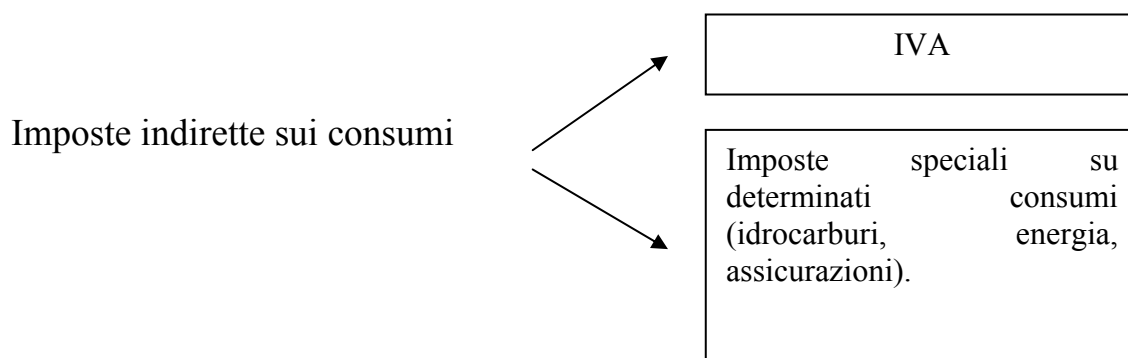 IVA
Imposte indirette sui consumi
Imposte speciali su
determinati consumi
(idrocarburi, energia,
assicurazioni).